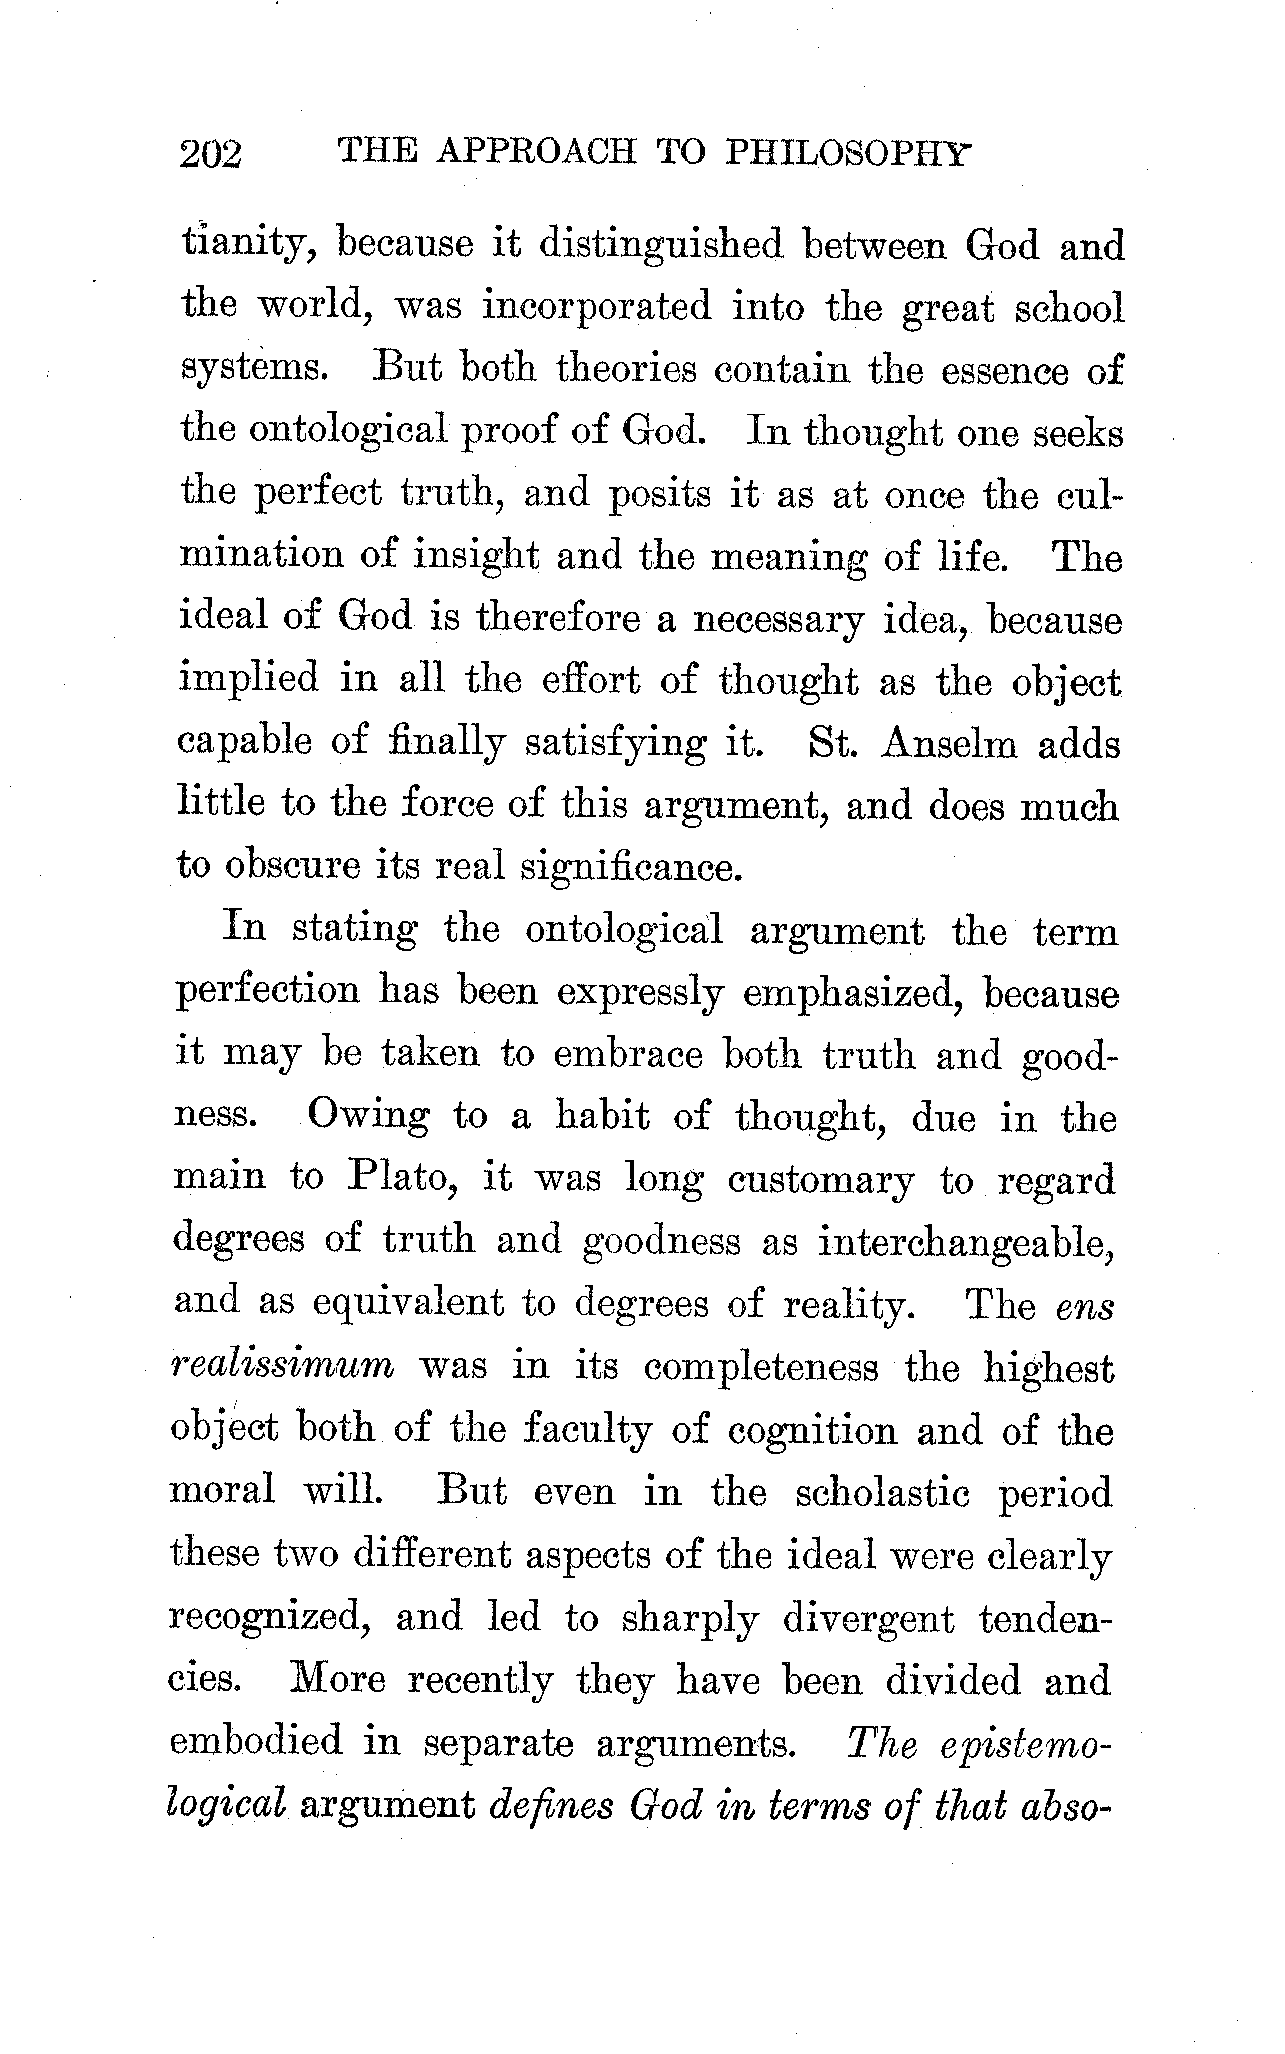 202 THE APPROACH TO PHILOSOPHY
tianity, because it distinguished between God and
the world, was incorporated into the great school
systems. But both theories contain the essence of
the ontological proof of God. In thought one seeks
the perfect truth, and posits it as at once the cul-
mination of insight and the meaning of life. The
ideal of God is therefore a necessary idea, because
implied in all the effort of thought as the object
capable of finally satisfying it. St. Anselm adds
little to the force of this argument, and does much
to obscure its real significance.
In stating the ontological argument the term
perfection has been expressly emphasized, because
it may be taken to embrace both truth and good-
ness. Owing to a habit of thought, due in the
main to Plato, it was long customary to regard
degrees of truth and goodness as interchangeable,
and as equivalent to degrees of reality. The ens
realissimum was in its completeness the highest
object both of the faculty of cognition and of the
moral will. But even in the scholastic period
these two different aspects of the ideal were clearly
recognized, and led to sharply divergent tenden-
cies. More recently they have been divided and
embodied in separate arguments. The epistemo-
logical argument defines God in terms of that abso-